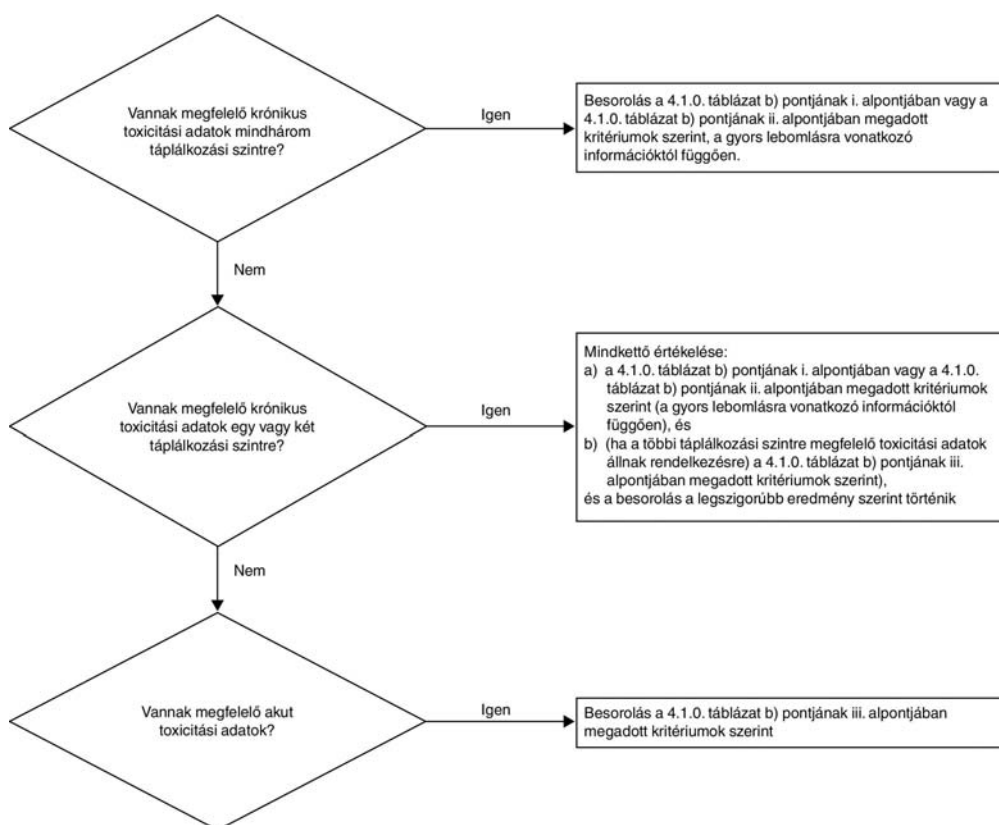 Vannak megfelelő krónikus
toxicitási adatok mindhárom
táplálkozási szintre?
Igen
Besorolás a 4.1.0. táblázat b) pontjának i. alpontjában vagy a
4.1.0. táblázat b) pontjának ii. alpontjában megadott
kritériumok szerint, a gyors lebomlásra vonatkozó
információktól függően.
Nem
Vannak megfelelő krónikus
toxicitási adatok egy vagy két
táplálkozási szintre?
Igen
Mindkettő értékelése:
a) a 4.1.0. táblázat b) pontjának i. alpontjában vagy a 4.1.0.
táblázat b) pontjának ii. alpontjában megadott kritériumok
szerint (a gyors lebomlásra vonatkozó információktól
függően), és
b) (ha a többi táplálkozási szintre megfelelő toxicitási adatok
állnak rendelkezésre) a 4.1.0. táblázat b) pontjának iii.
alpontjában megadott kritériumok szerint),
és a besorolás a legszigorúbb eredmény szerint történik
Nem
Vannak megfelelő akut
toxicitási adatok?
Igen
Besorolás a 4.1.0. táblázat b) pontjának iii. alpontjában
megadott kritériumok szerint